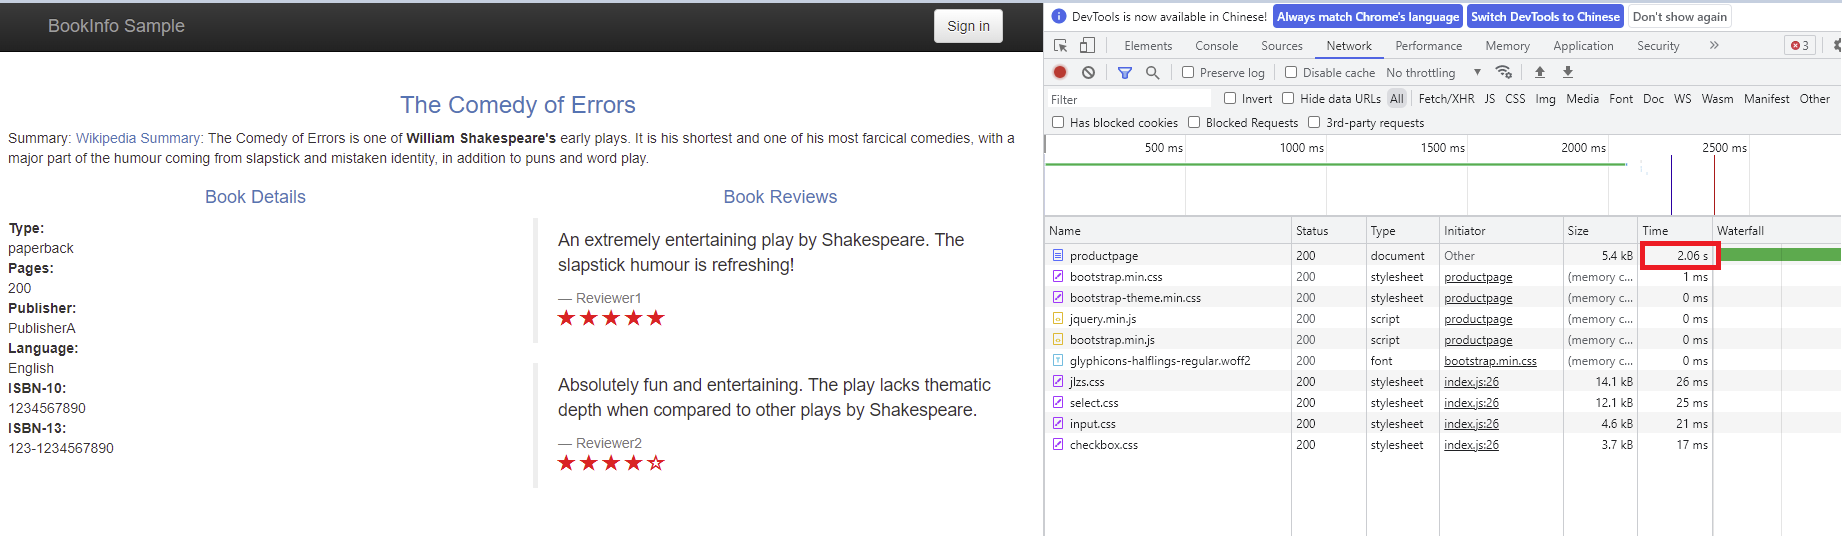 BookInfo Sample
Sign in
The Comedy of Errors
Summary: Wikipedia Summary: The Comedy of Errors is one of William Shakespeare's early plays. It is his shortest and one of his most farcical comedies, with a
major part of the humour coming from slapstick and mistaken identity, in addition to puns and word play.
Book Details
Type:
paperback
Pages:
200
Publisher:
PublisherA
Language:
English
ISBN-10:
1234567890
ISBN-13:
123-1234567890
Book Reviews
An extremely entertaining play by Shakespeare. The
slapstick humour is refreshing!
— Reviewer1
Absolutely fun and entertaining. The play lacks thematic
depth when compared to other plays by Shakespeare.
— Reviewer2
DevTools is now available in Chinese! Always match Chrome's language Switch DevTools to Chinese Don't show again
Elements Console Sources Network Performance Memory Application Security » 3
Preserve log Disable cache No throttling
Filter Invert Hide data URLs All Fetch/XHR JS CSS Img Media Font Doc WS Wasm Manifest Other
Has blocked cookies Blocked Requests 3rd-party requests
500 ms 1000 ms 1500 ms 2000 ms 2500 ms
Name Status Type Initiator Size Time Waterfall
productpage 200 document Other 5.4 kB 2.06 s
bootstrap.min.css 200 stylesheet productpage (memory c... 1 ms
bootstrap-theme.min.css 200 stylesheet productpage (memory c... 0 ms
jquery.min.js 200 script productpage (memory c... 0 ms
bootstrap.min.js 200 script productpage (memory c... 0 ms
glyphicons-halflings-regular.woff2 200 font bootstrap.min.css (memory c... 0 ms
jlzs.css 200 stylesheet index.js:26 14.1 kB 26 ms
select.css 200 stylesheet index.js:26 12.1 kB 25 ms
input.css 200 stylesheet index.js:26 4.6 kB 21 ms
checkbox.css 200 stylesheet index.js:26 3.7 kB 17 ms